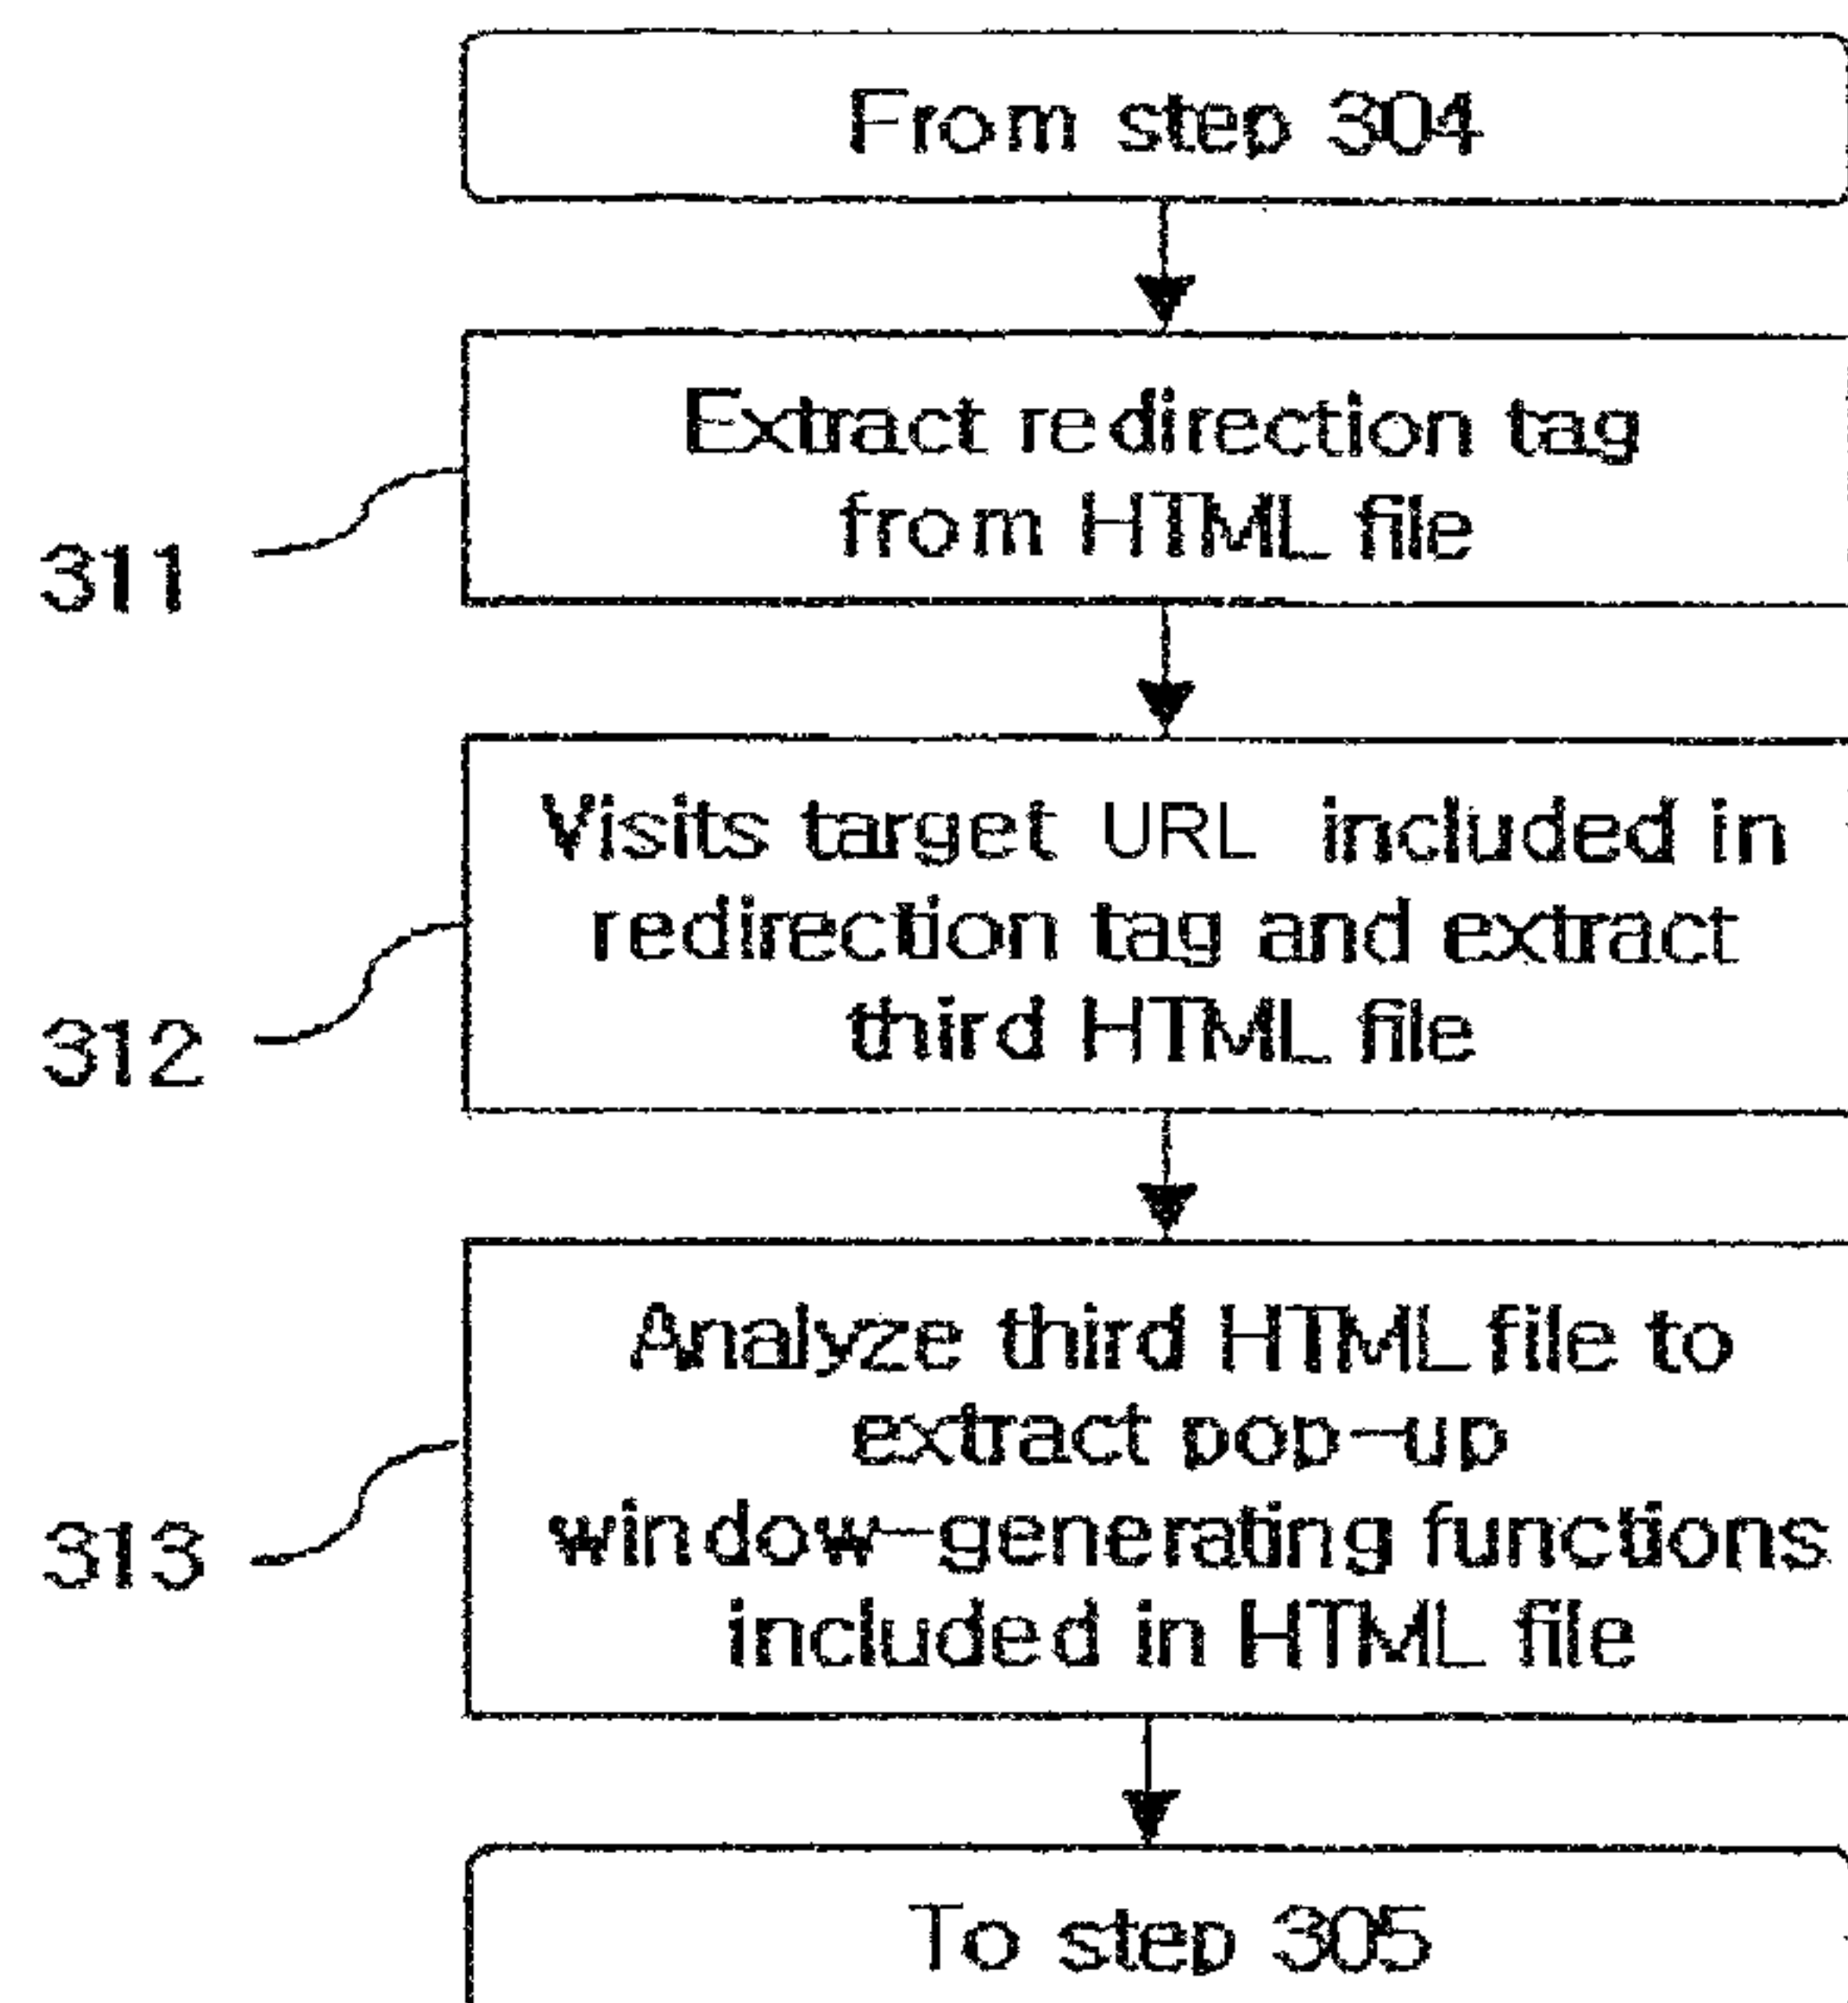 From step 304
Extract redirection tag
from HTML file
311
Visits target URL included in
redirection tag and extract
third HTML file
312
Analyze third HTML file to
extract pop-up
window-generating functions
included in HTML file
313
To step 305